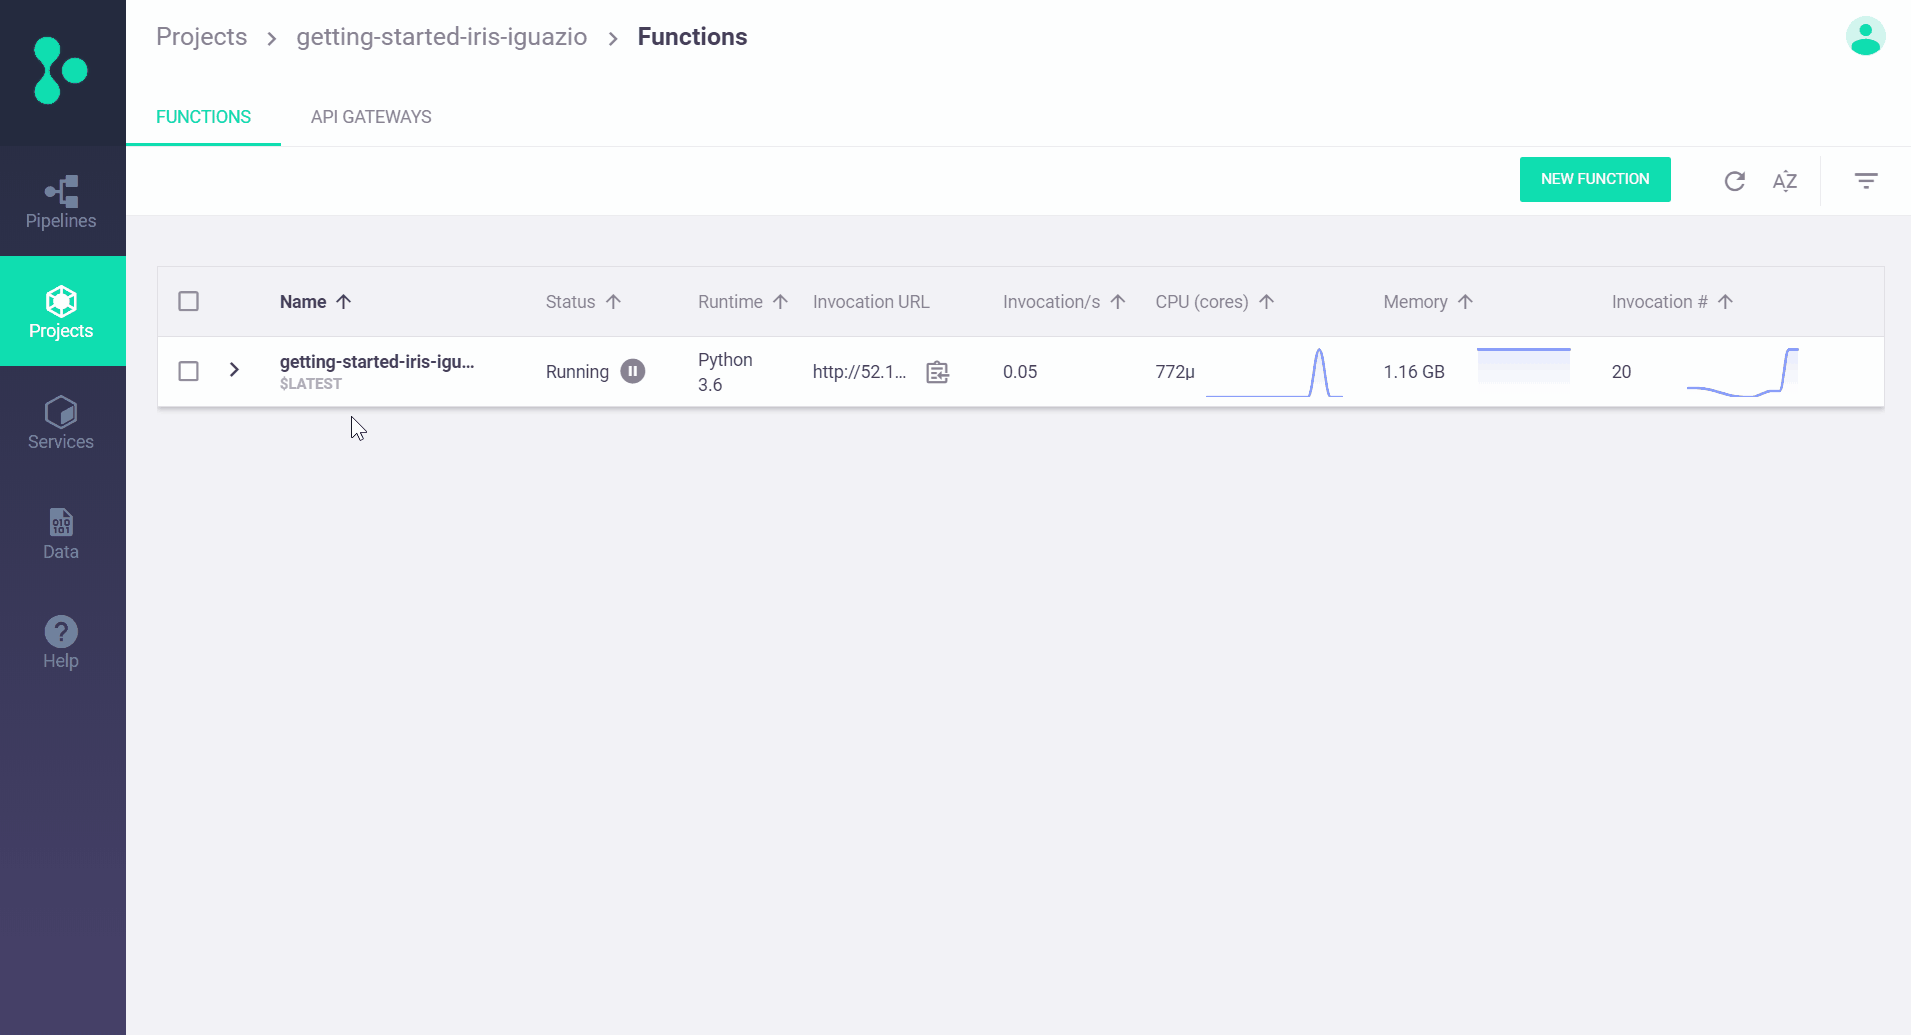 Projects > getting-started-iris-iguazio > Functions
FUNCTIONS API GATEWAYS
NEW FUNCTION
AZ
Pipelines
Projects
Services
Data
Help
Name Status Runtime Invocation URL Invocation/s CPU (cores) Memory Invocation #
getting-started-iris-igu...
$LATEST
Running
Python
3.6
http://52.1...
0.05
772μ
1.16 GB
20